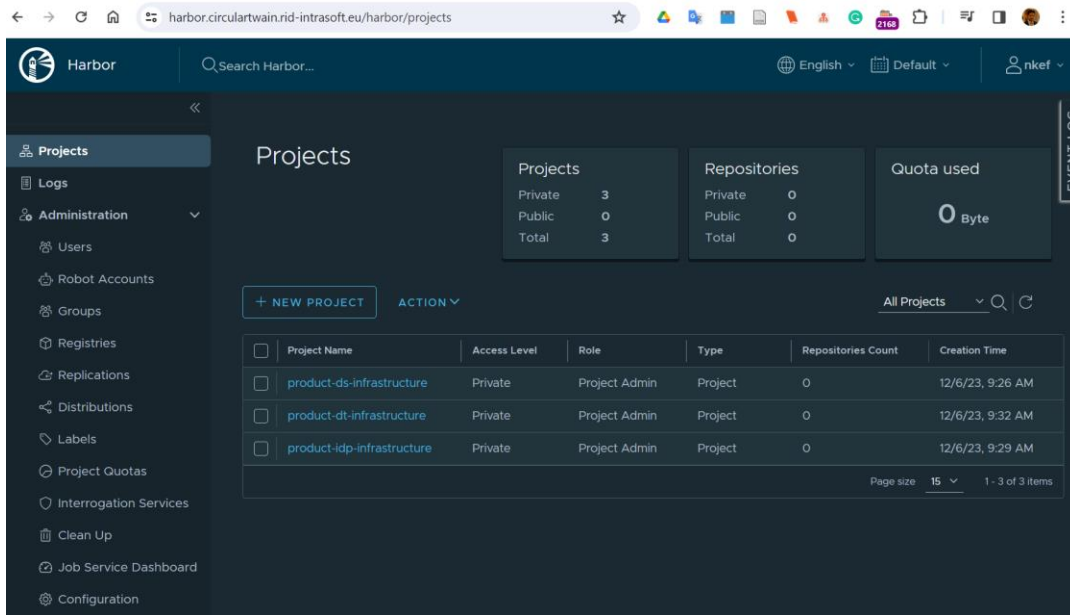 harbor.circulartwain.rid-intrasoft.eu/harbor/projects
2168
Harbor
Search Harbor...
English
Default
nkef
EVENT LOG
Projects
Logs
Administration
Users
Robot Accounts
Groups
Registries
Replications
Distributions
Labels
Project Quotas
Interrogation Services
Clean Up
Job Service Dashboard
Configuration
Projects
Projects
Private 3
Public 0
Total 3
Repositories
Private 0
Public 0
Total 0
Quota used
0 Byte
+ NEW PROJECT ACTION
All Projects
Project Name Access Level Role Type Repositories Count Creation Time
product-ds-infrastructure Private Project Admin Project 0 12/6/23, 9:26 AM
product-dt-infrastructure Private Project Admin Project 0 12/6/23, 9:32 AM
product-idp-infrastructure Private Project Admin Project 0 12/6/23, 9:29 AM
Page size 15 1 - 3 of 3 items